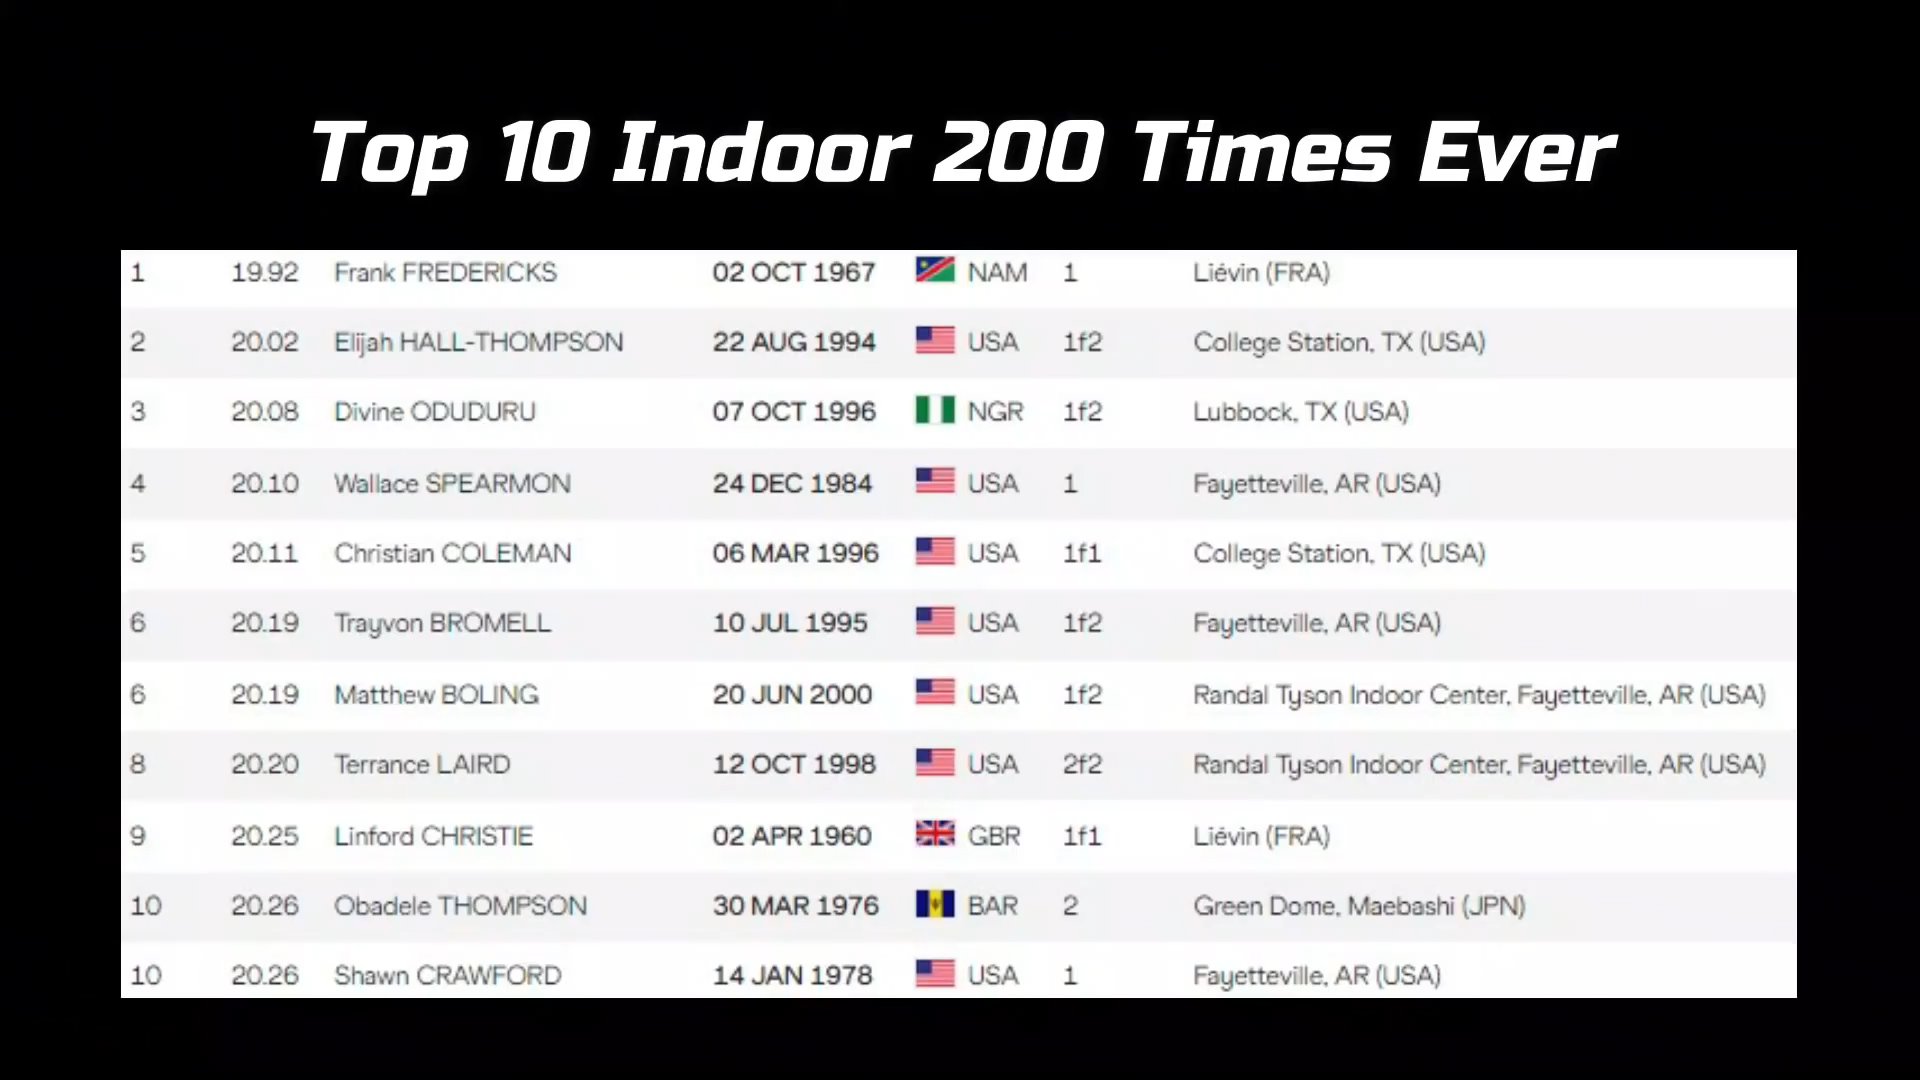 Top 10 Indoor 200 Times Ever
1 19.92 Frank FREDERICKS 02 OCT 1967 NAM 1 Liévin (FRA)
2 20.02 Elijah HALL-THOMPSON 22 AUG 1994 USA 1f2 College Station, TX (USA)
3 20.08 Divine ODUDURU 07 OCT 1996 NGR 1f2 Lubbock, TX (USA)
4 20.10 Wallace SPEARMON 24 DEC 1984 USA 1 Fayetteville, AR (USA)
5 20.11 Christian COLEMAN 06 MAR 1996 USA 1f1 College Station, TX (USA)
6 20.19 Trayvon BROMELL 10 JUL 1995 USA 1f2 Fayetteville, AR (USA)
6 20.19 Matthew BOLING 20 JUN 2000 USA 1f2 Randal Tyson Indoor Center, Fayetteville, AR (USA)
8 20.20 Terrance LAIRD 12 OCT 1998 USA 2f2 Randal Tyson Indoor Center, Fayetteville, AR (USA)
9 20.25 Linford CHRISTIE 02 APR 1960 GBR 1f1 Liévin (FRA)
10 20.26 Obadele THOMPSON 30 MAR 1976 BAR 2 Green Dome, Maebashi (JPN)
10 20.26 Shawn CRAWFORD 14 JAN 1978 USA 1 Fayetteville, AR (USA)